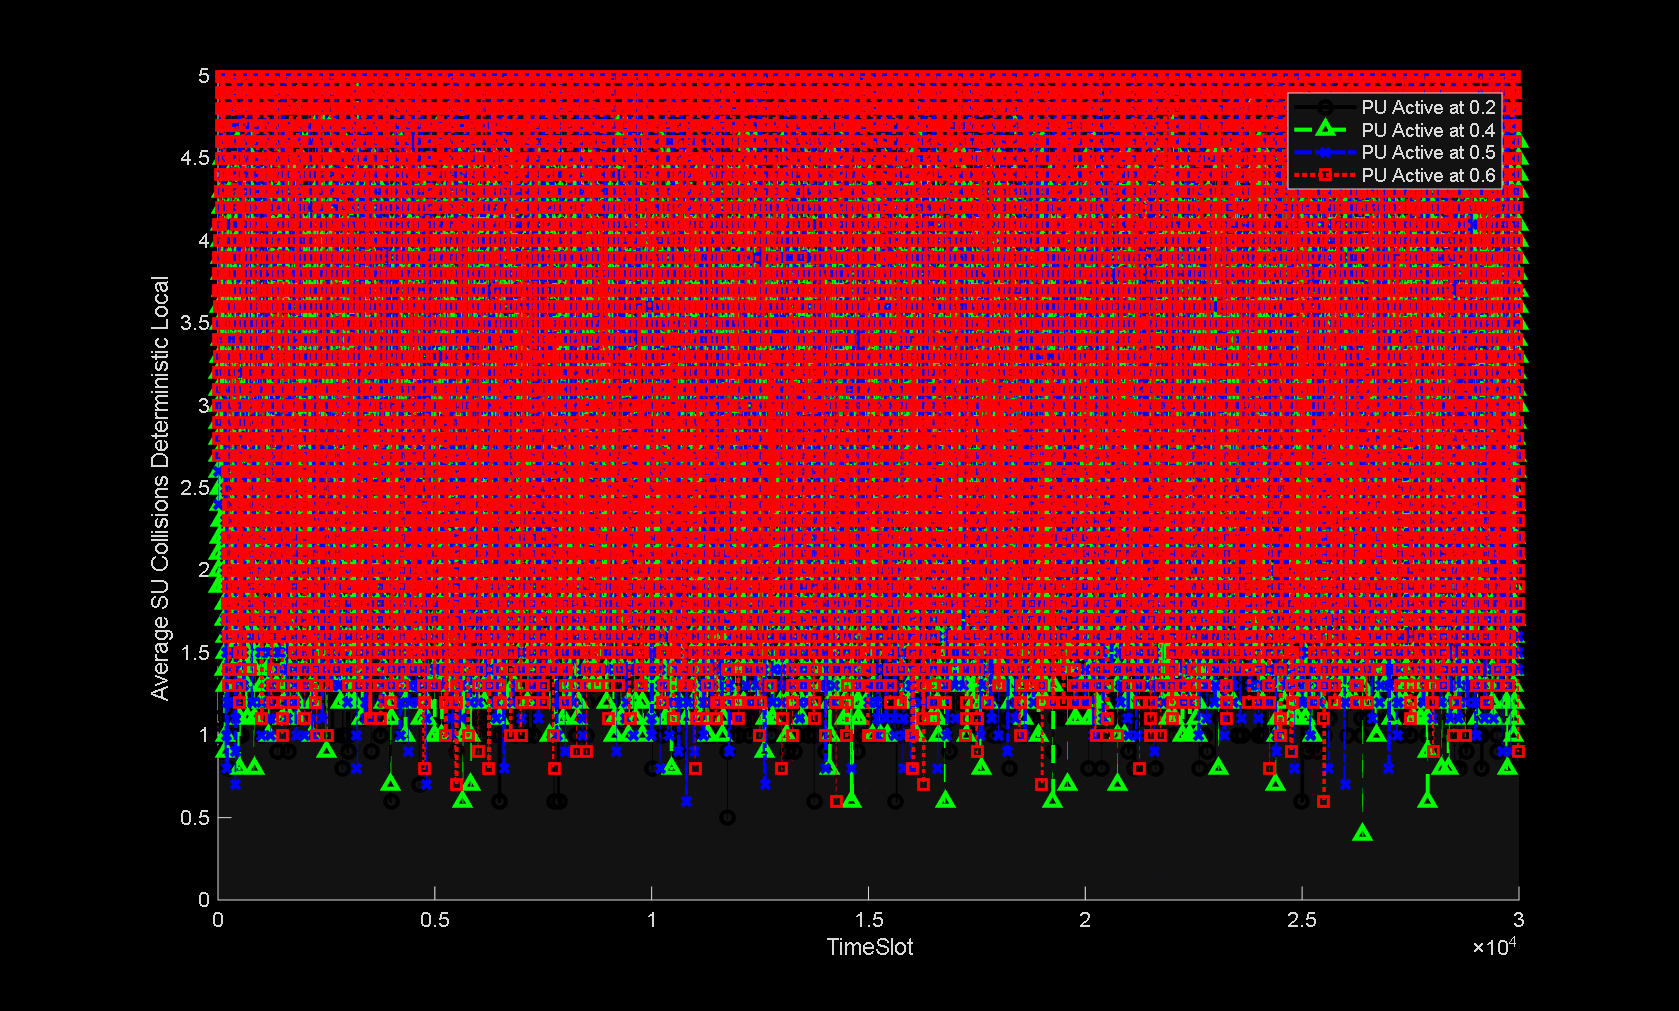 5
4.5
4
3.5
3
2.5
2
1.5
1
0.5
0
Average SU Collisions Deterministic Local
PU Active at 0.2
PU Active at 0.4
PU Active at 0.5
PU Active at 0.6
0 0.5 1 1.5 2 2.5 3
TimeSlot
×10⁴